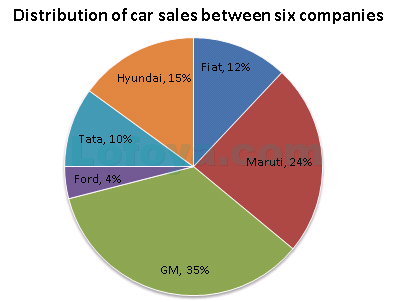 Distribution of car sales between six companies
Hyundai, 15%
Fiat, 12%
Tata, 10%
Maruti, 24%
Ford, 4%
GM, 35%